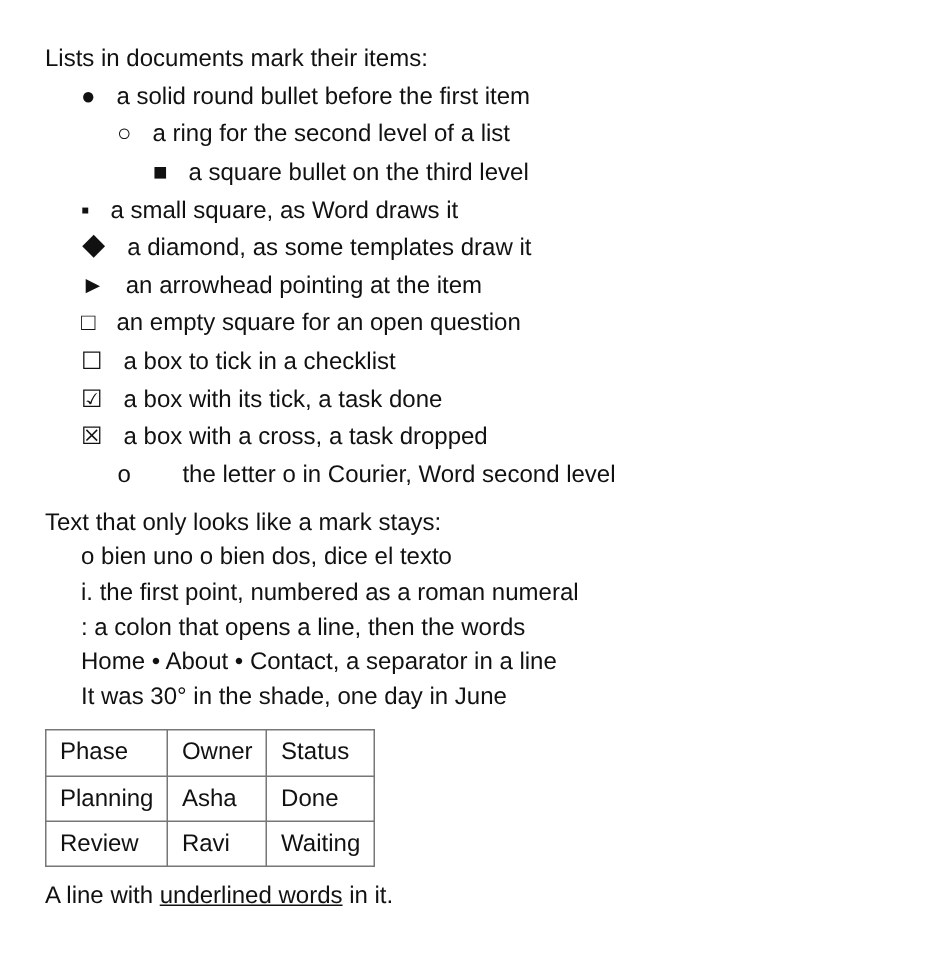 Lists in documents mark their items:
● a solid round bullet before the first item
○ a ring for the second level of a list
■ a square bullet on the third level
▪ a small square, as Word draws it
◆ a diamond, as some templates draw it
► an arrowhead pointing at the item
□ an empty square for an open question
☐ a box to tick in a checklist
☑ a box with its tick, a task done
☒ a box with a cross, a task dropped
o the letter o in Courier, Word second level
Text that only looks like a mark stays:
o bien uno o bien dos, dice el texto
i. the first point, numbered as a roman numeral
: a colon that opens a line, then the words
Home • About • Contact, a separator in a line
It was 30° in the shade, one day in June
Phase Owner Status
Planning Asha Done
Review Ravi Waiting
A line with underlined words in it.